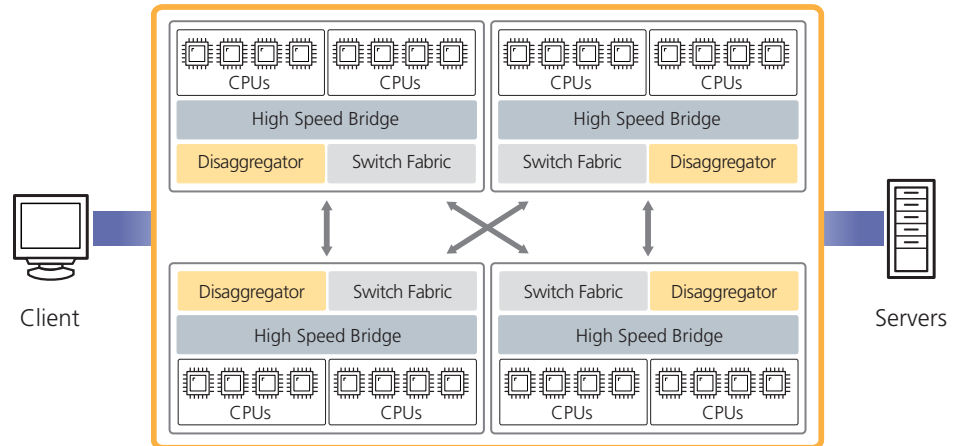 CPUs CPUs CPUs CPUs
High Speed Bridge High Speed Bridge
Disaggregator Switch Fabric Switch Fabric Disaggregator
Client Servers
Disaggregator Switch Fabric Switch Fabric Disaggregator
High Speed Bridge High Speed Bridge
CPUs CPUs CPUs CPUs